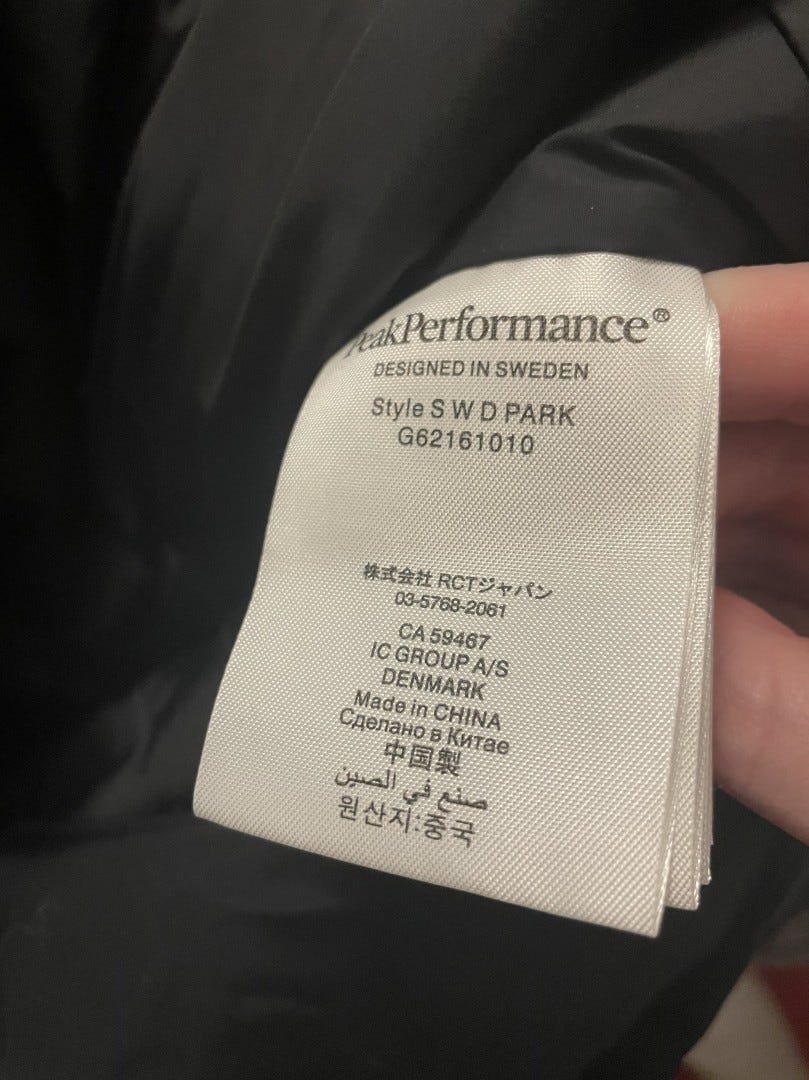 PeakPerformance®
DESIGNED IN SWEDEN
Style S W D PARK
G62161010
株式会社 RCTジャパン
03-5768-2061
CA 59467
IC GROUP A/S
DENMARK
Made in CHINA
Сделано в Китае
中国製
صنع في الصين
원산지:중국